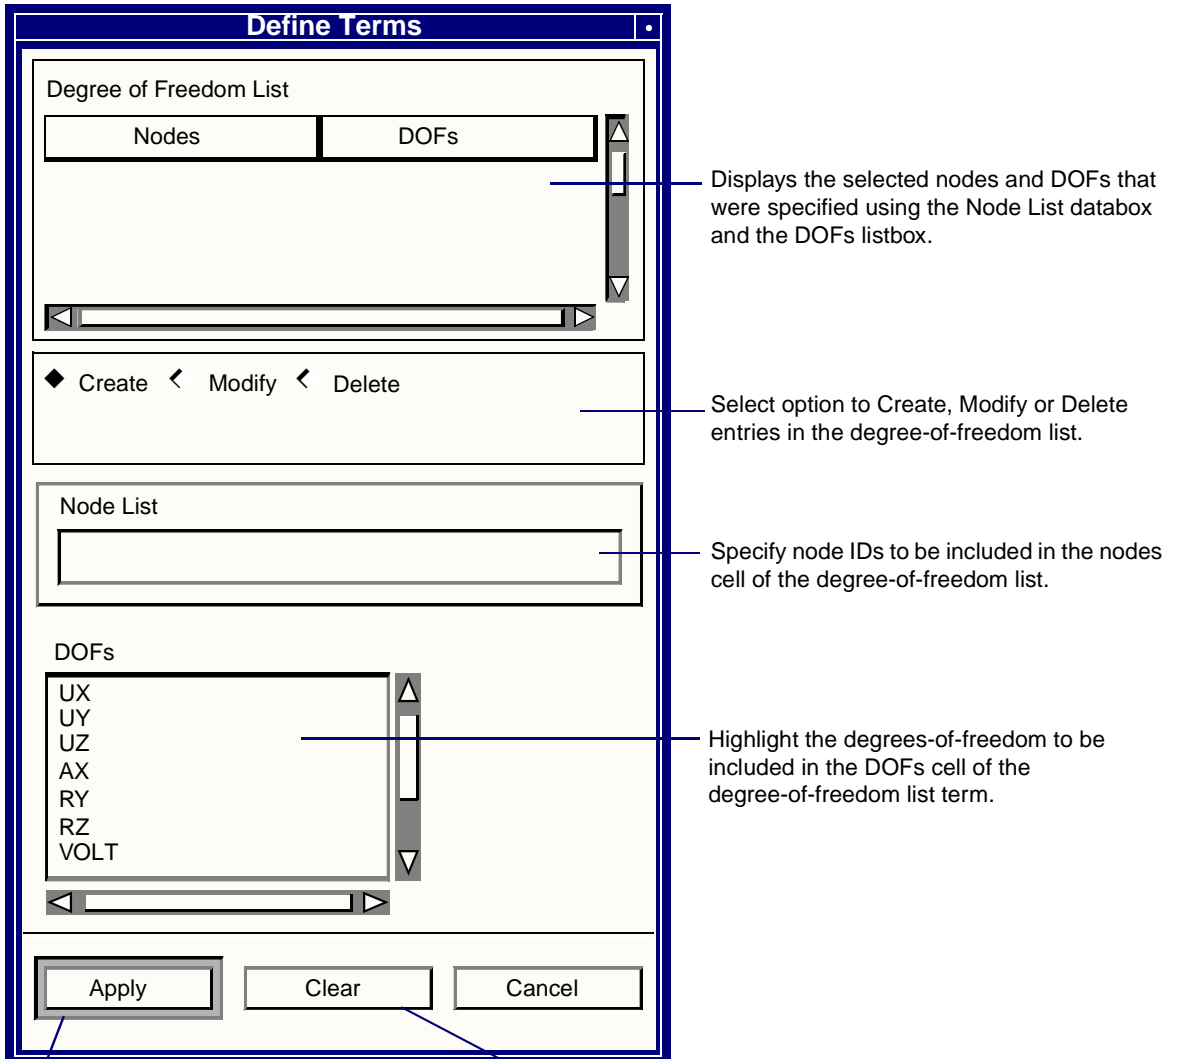 Define Terms
Degree of Freedom List
Nodes
DOFs
Displays the selected nodes and DOFs that
were specified using the Node List databox
and the DOFs listbox.
Create
Modify
Delete
Select option to Create, Modify or Delete
entries in the degree-of-freedom list.
Node List
Specify node IDs to be included in the nodes
cell of the degree-of-freedom list.
DOFs
UX
UY
UZ
AX
RY
RZ
VOLT
Highlight the degrees-of-freedom to be
included in the DOFs cell of the
degree-of-freedom list term.
Apply
Clear
Cancel